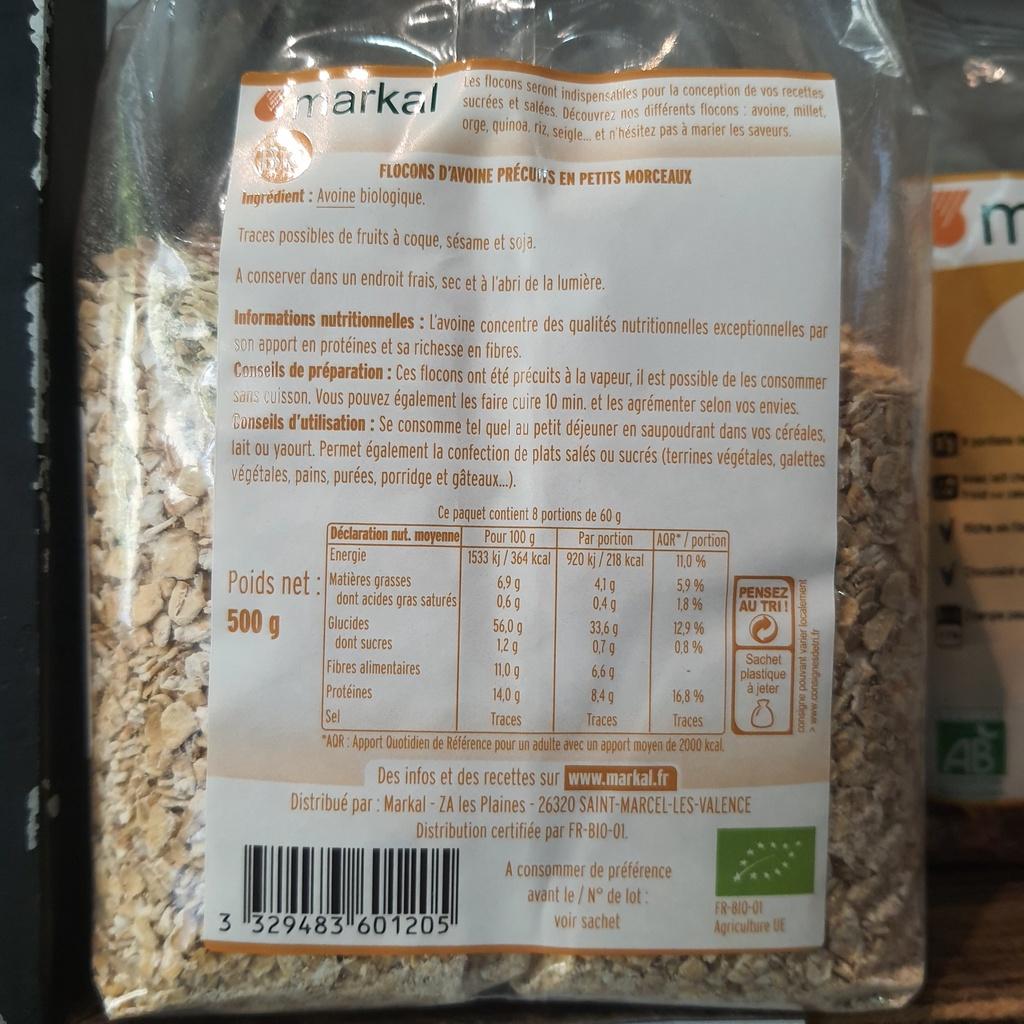 markal
Les flocons seront indispensables pour la conception de vos recettes
sucrées et salées. Découvrez nos différents flocons : avoine, millet,
orge, quinoa, riz, seigle... et n'hésitez pas à marier les saveurs.
FLOCONS D'AVOINE PRÉCUITS EN PETITS MORCEAUX
Ingrédient : Avoine biologique.
Traces possibles de fruits à coque, sésame et soja.
A conserver dans un endroit frais, sec et à l'abri de la lumière.
Informations nutritionnelles : L'avoine concentre des qualités nutritionnelles exceptionnelles par
son apport en protéines et sa richesse en fibres.
Conseils de préparation : Ces flocons ont été précuits à la vapeur, il est possible de les consommer
sans cuisson. Vous pouvez également les faire cuire 10 min. et les agrémenter selon vos envies.
Conseils d'utilisation : Se consomme tel quel au petit déjeuner en saupoudrant dans vos céréales,
lait ou yaourt. Permet également la confection de plats salés ou sucrés (terrines végétales, galettes
végétales, pains, purées, porridge et gâteaux...).
Ce paquet contient 8 portions de 60 g
Déclaration nut. moyenne Pour 100 g Par portion AQR* / portion
Energie 1533 kj / 364 kcal 920 kj / 218 kcal 11,0 %
Matières grasses 6,9 g 4,1 g 5,9 %
dont acides gras saturés 0,6 g 0,4 g 1,8 %
Glucides 56,0 g 33,6 g 12,9 %
dont sucres 1,2 g 0,7 g 0,8 %
Fibres alimentaires 11,0 g 6,6 g -
Protéines 14,0 g 8,4 g 16,8 %
Sel Traces Traces Traces
*AQR : Apport Quotidien de Référence pour un adulte avec un apport moyen de 2000 kcal.
Poids net :
500 g
PENSEZ
AU TRI !
Sachet
plastique
à jeter
consigne pouvant varier localement
> www.consignesdetri.fr
Des infos et des recettes sur www.markal.fr
Distribué par : Markal - ZA les Plaines - 26320 SAINT-MARCEL-LES-VALENCE
Distribution certifiée par FR-BIO-01.
A consommer de préférence
avant le / N° de lot :
voir sachet
3 329483 601205
FR-BIO-01
Agriculture UE
m
AB